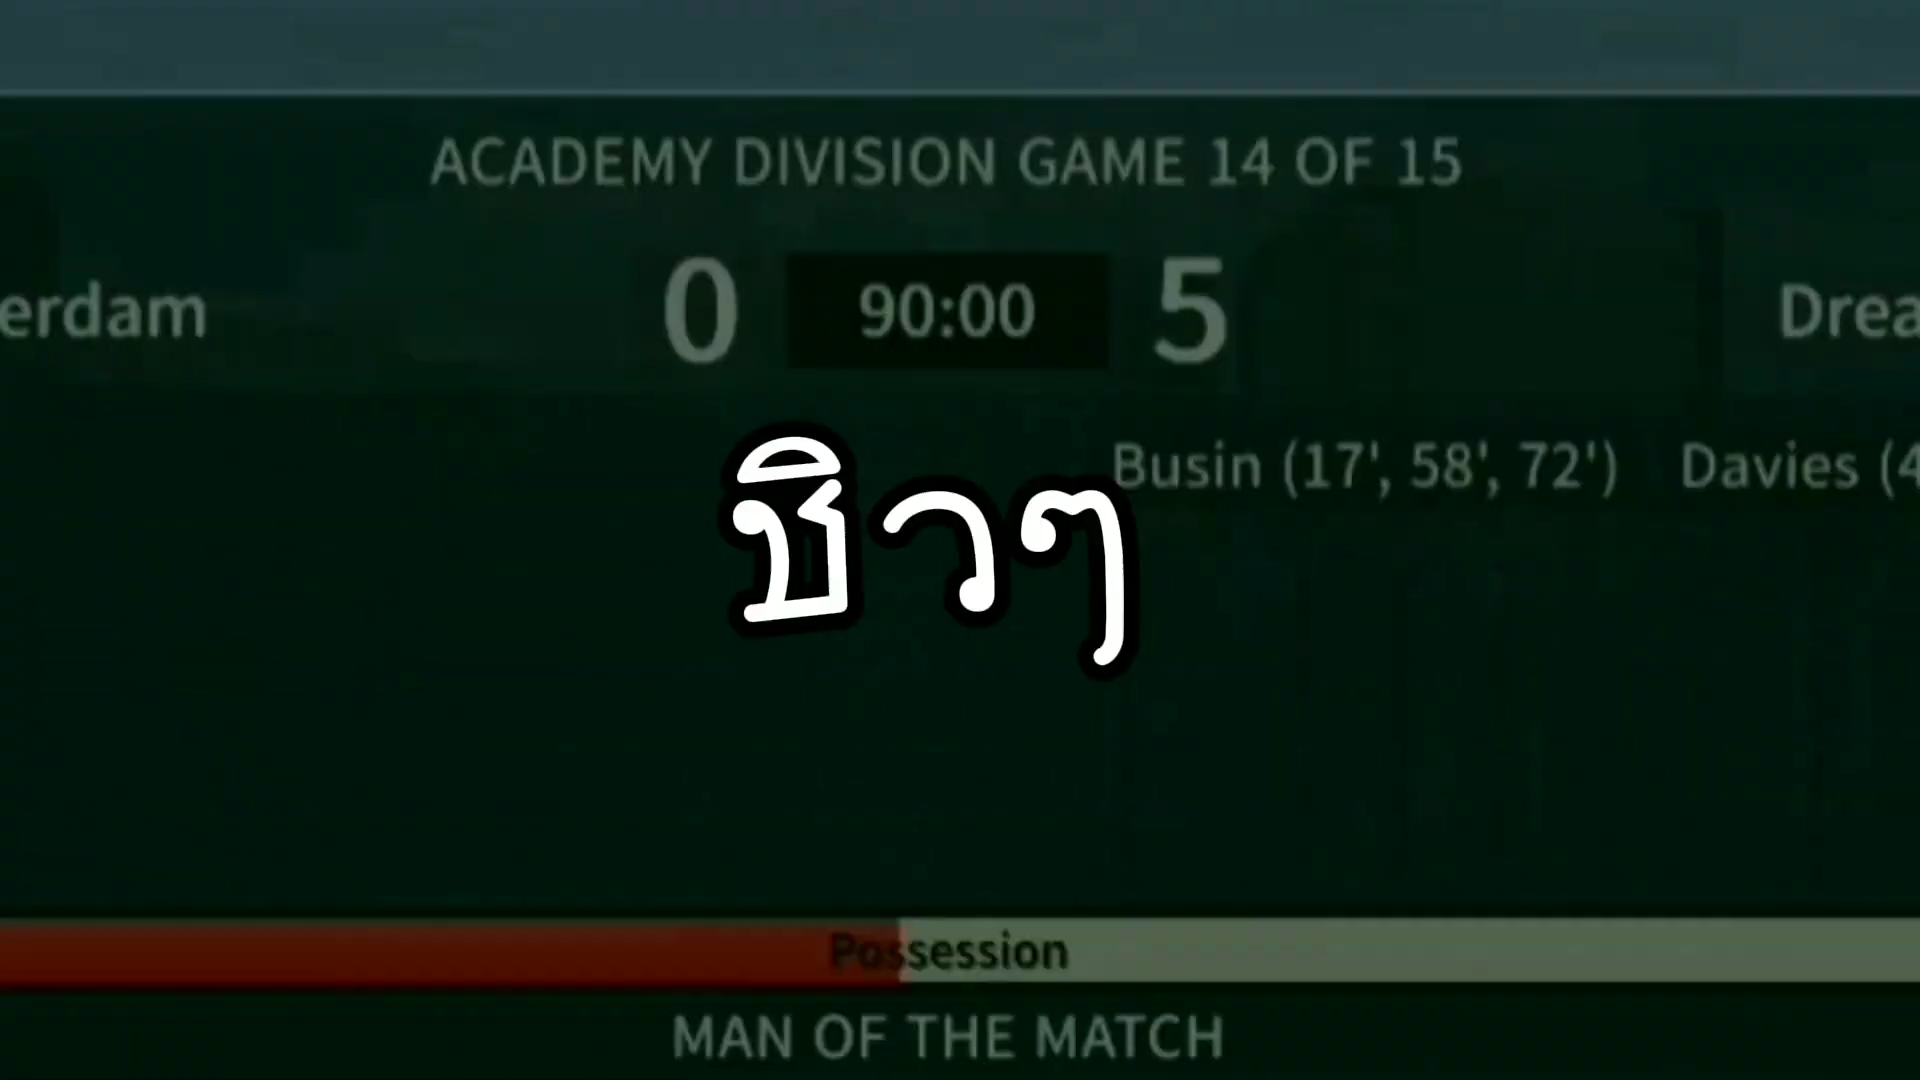 ACADEMY DIVISION GAME 14 OF 15
erdam 0 90:00 5 Drea
Busin (17', 58', 72') Davies (4
ชิวๆ
Possession
MAN OF THE MATCH